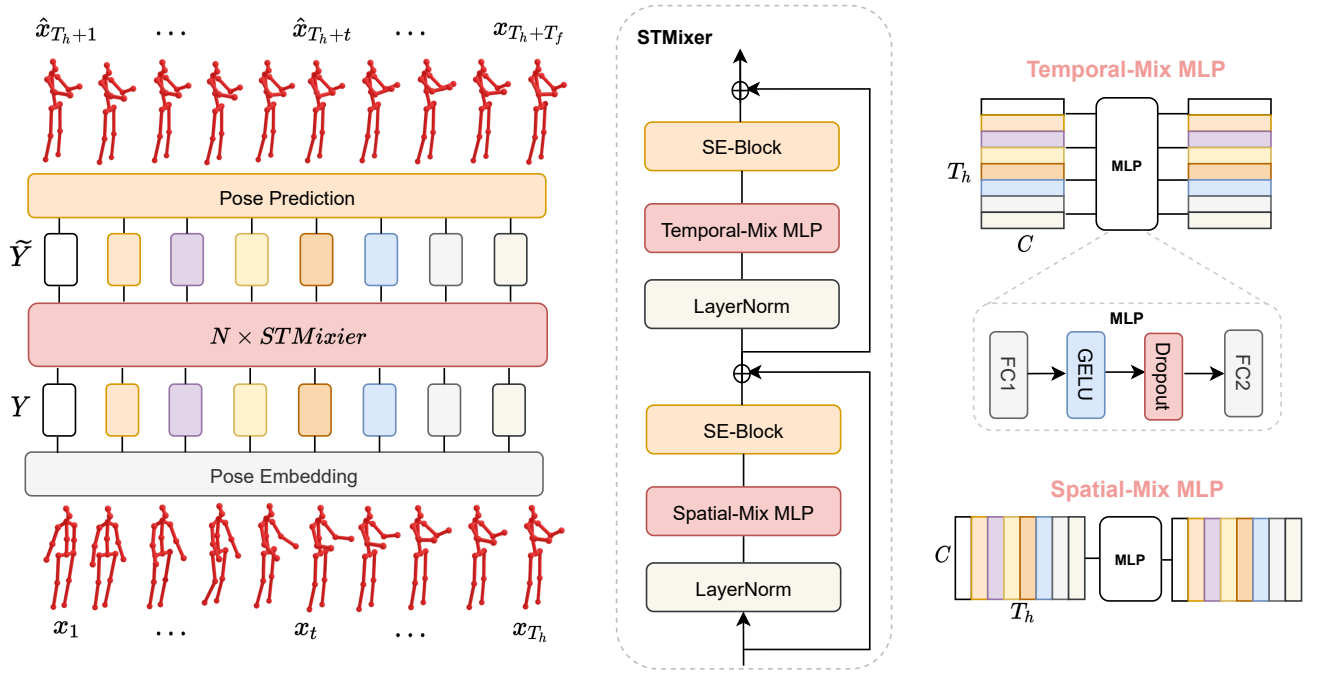 x̂_{T_h+1} ... x̂_{T_h+t} ... x_{T_h+T_f}
Pose Prediction
Ỹ
N × STMixier
Y
Pose Embedding
x_1 ... x_t ... x_{T_h}
STMixer
SE-Block
Temporal-Mix MLP
LayerNorm
SE-Block
Spatial-Mix MLP
LayerNorm
Temporal-Mix MLP
T_h
MLP
C
MLP
FC1
GELU
Dropout
FC2
Spatial-Mix MLP
C
MLP
T_h